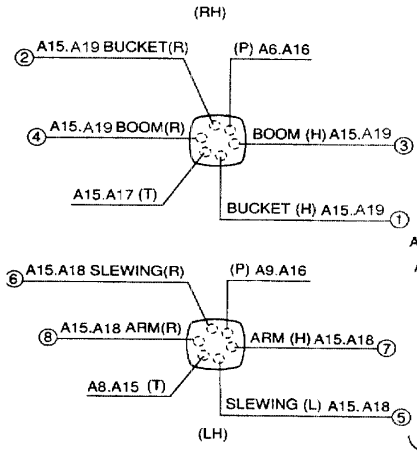 (RH)
A15.A19 BUCKET(R)
(P) A6.A16
2
A15.A19 BOOM(R)
BOOM (H) A15.A19
4
3
A15.A17 (T)
BUCKET (H) A15.A19
1
A
A15.A18 SLEWING(R)
(P) A9.A16
6
A15.A18 ARM(R)
ARM (H) A15.A18
8
7
A8.A15 (T)
SLEWING (L) A15.A18
5
(LH)